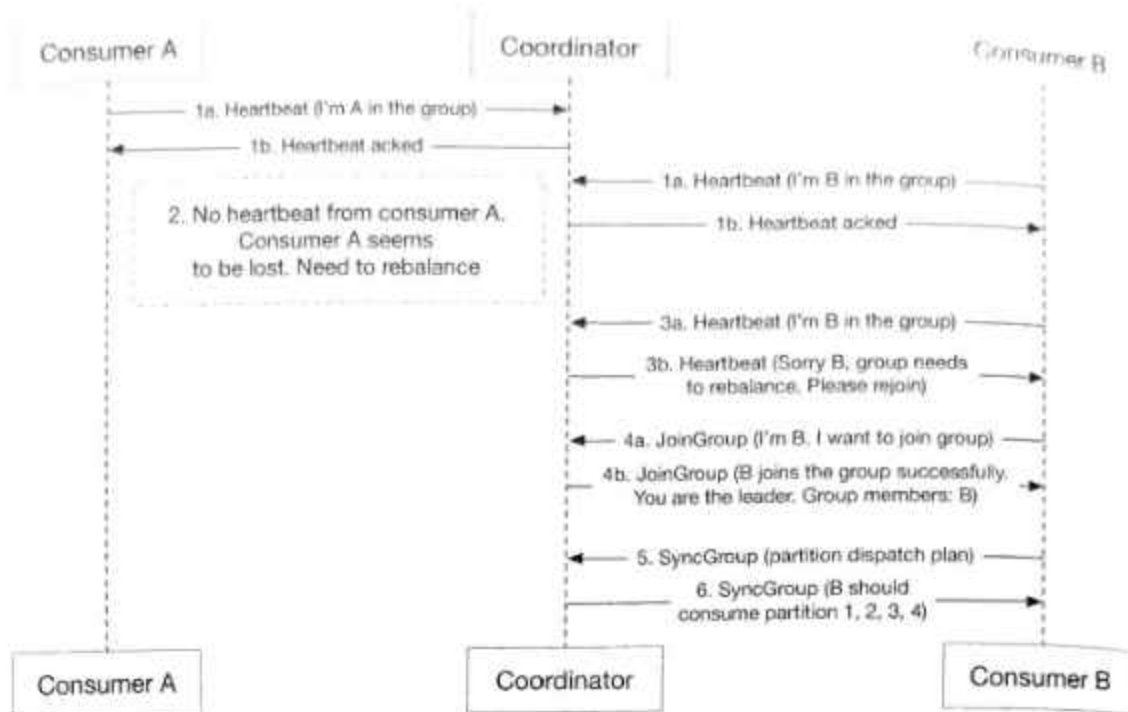 Consumer A
Coordinator
Consumer B
1a. Heartbeat (I'm A in the group)
1b. Heartbeat acked
1a. Heartbeat (I'm B in the group)
2. No heartbeat from consumer A.
Consumer A seems
to be lost. Need to rebalance
1b. Heartbeat acked
3a. Heartbeat (I'm B in the group)
3b. Heartbeat (Sorry B, group needs
to rebalance. Please rejoin)
4a. JoinGroup (I'm B. I want to join group)
4b. JoinGroup (B joins the group successfully.
You are the leader. Group members: B)
5. SyncGroup (partition dispatch plan)
6. SyncGroup (B should
consume partition 1, 2, 3, 4)
Consumer A
Coordinator
Consumer B